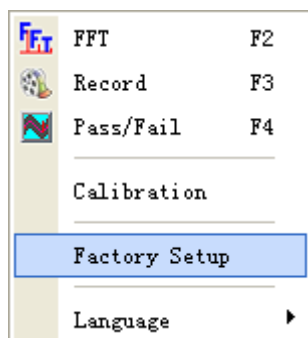 FFT F2
Record F3
Pass/Fail F4
Calibration
Factory Setup
Language